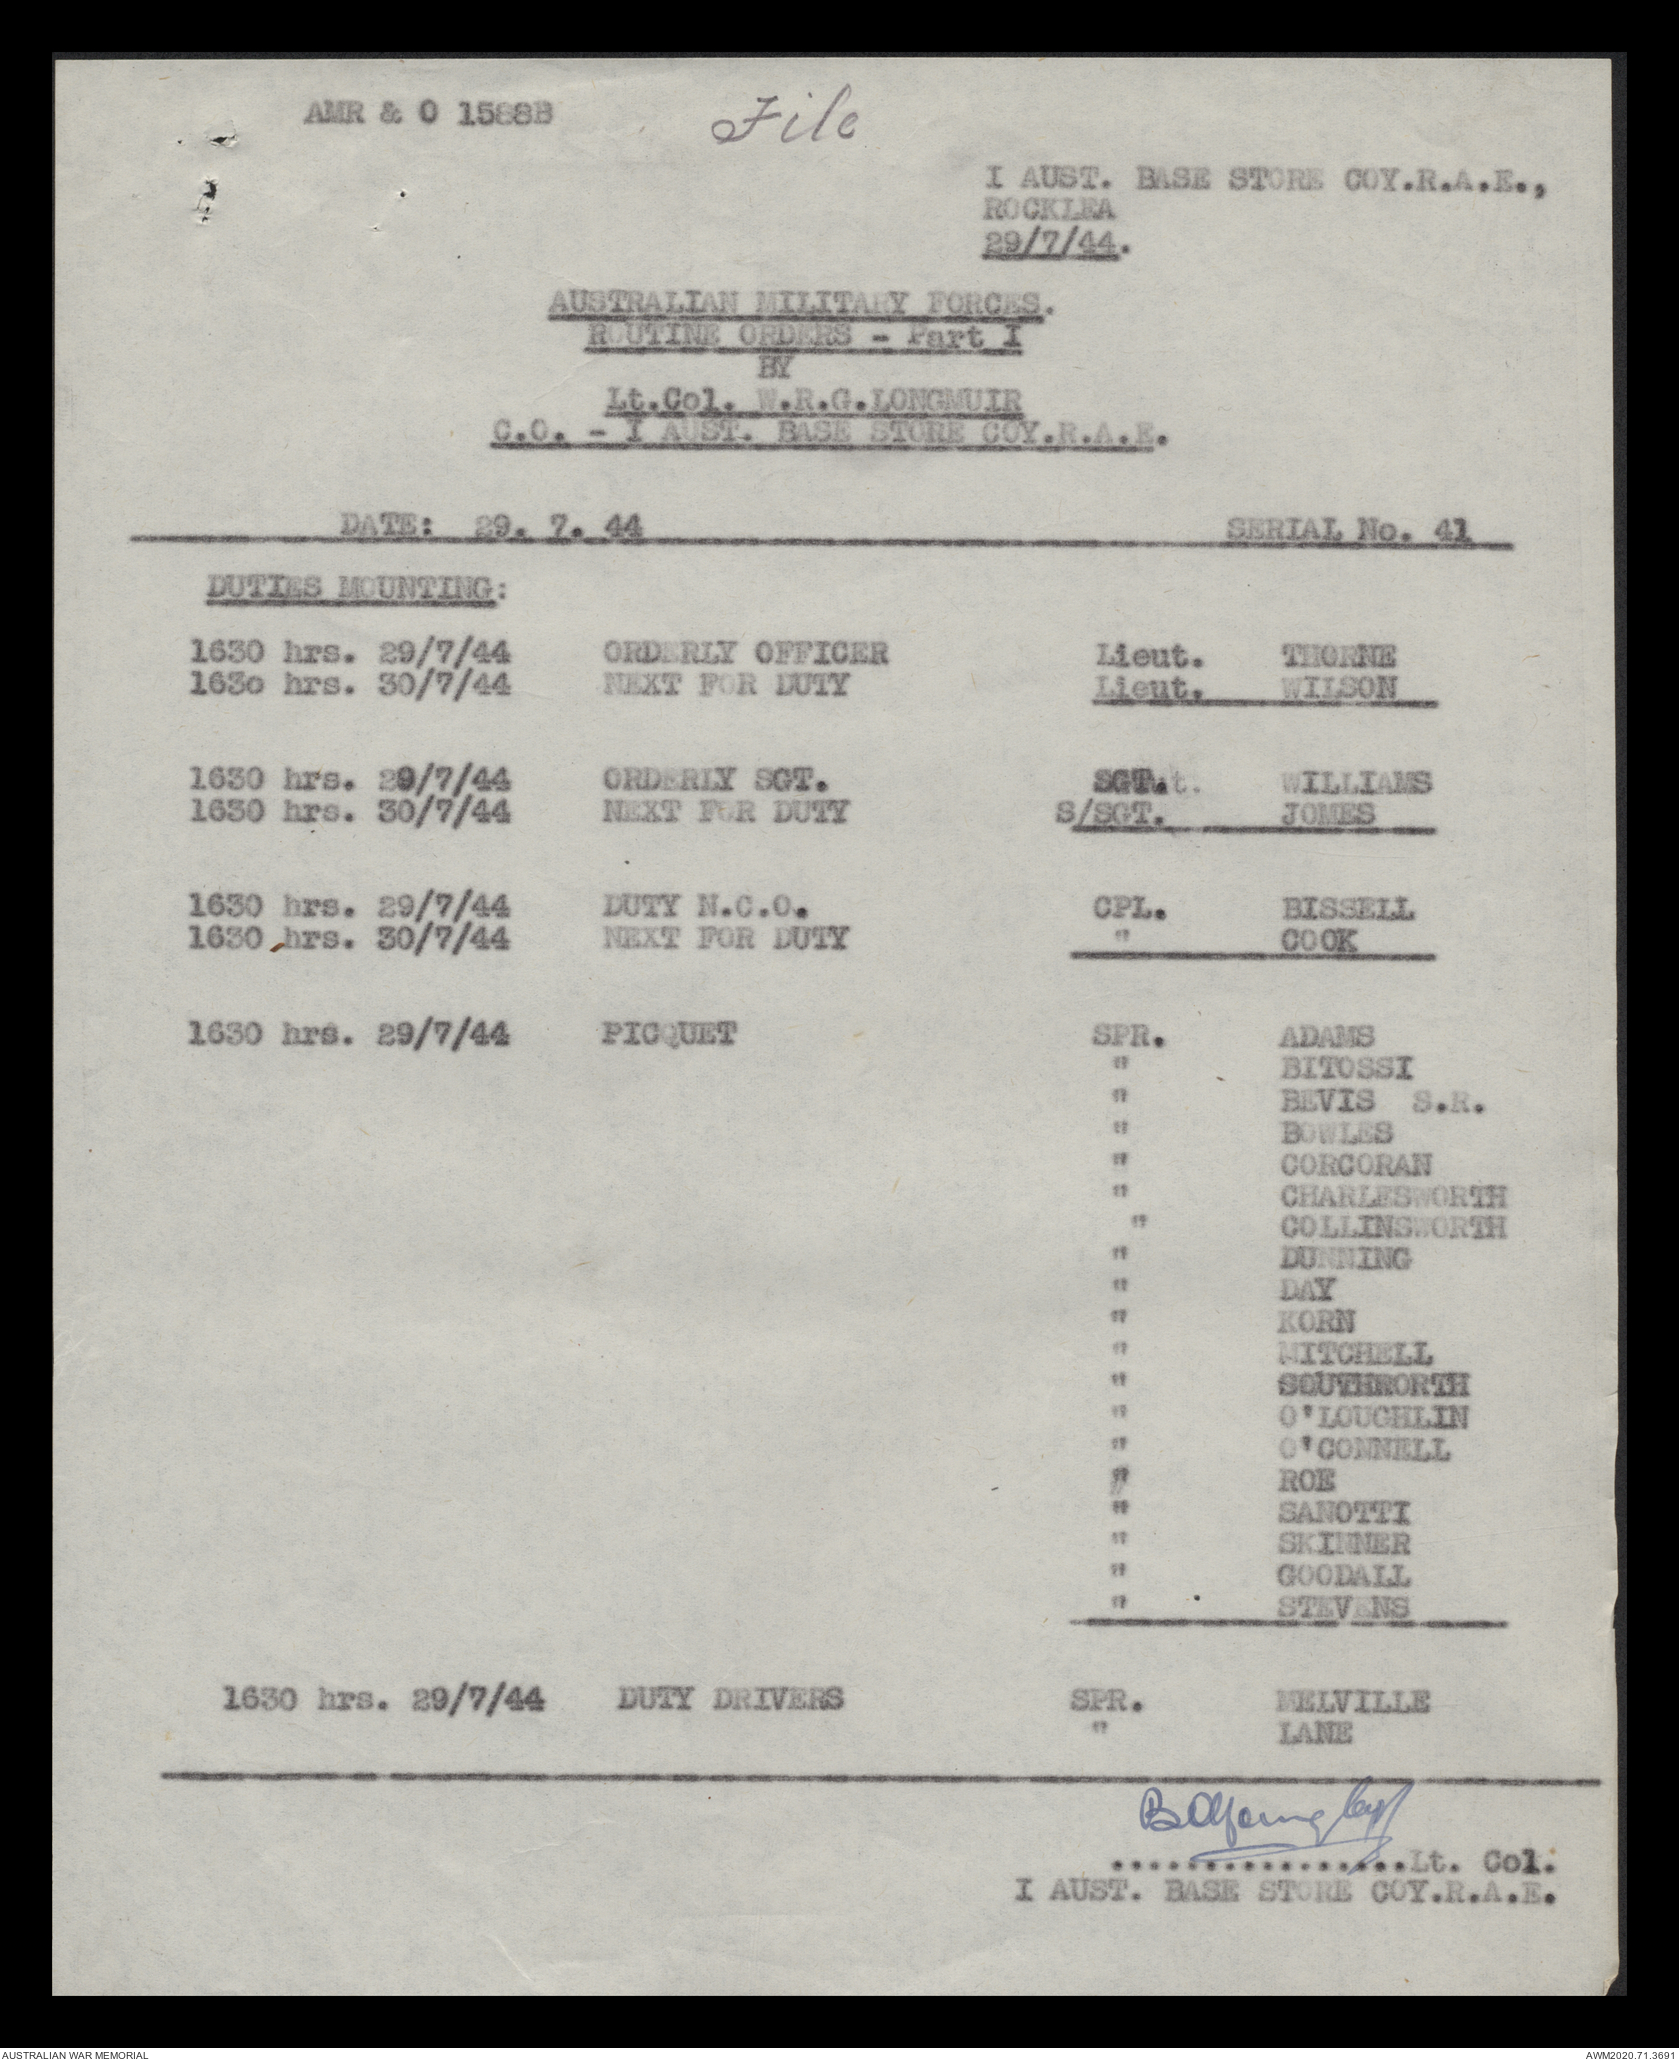 AMR & O 1588B File
I AUST. BASE STORE COY.R.A.E.,
ROCKLEA
29/7/44.
AUSTRALIAN MILITARY FORCES.
ROUTINE ORDERS - Part I
BY
Lt.Col. W.R.G.LONGMUIR
C.O. - I AUST. BASE STORE COY.R.A.E.
DATE: 29. 7. 44 SERIAL No. 41
DUTIES MOUNTING:
1630 hrs. 29/7/44 ORDERLY OFFICER Lieut. THORNE
163o hrs. 30/7/44 NEXT FOR DUTY Lieut. WILSON
1630 hrs. 29/7/44 ORDERLY SGT. SGT. WILLIAMS
1630 hrs. 30/7/44 NEXT FOR DUTY S/SGT. JOMES
1630 hrs. 29/7/44 DUTY N.C.O. CPL. BISSELL
1630 hrs. 30/7/44 NEXT FOR DUTY " COOK
1630 hrs. 29/7/44 PICQUET SPR. ADAMS
" BITOSSI
" BEVIS S.R.
" BOWLES
" CORCORAN
" CHARLESWORTH
" COLLINSWORTH
" DUNNING
" DAY
" KORN
" MITCHELL
" SOUTHWORTH
" O'LOUGHLIN
" O'CONNELL
" ROE
" SANOTTI
" SKINNER
" GOODALL
" STEVENS
1630 hrs. 29/7/44 DUTY DRIVERS SPR. MELVILLE
" LANE
.................Lt. Col.
I AUST. BASE STORE COY.R.A.E.
AUSTRALIAN WAR MEMORIAL AWM2020.71.3691